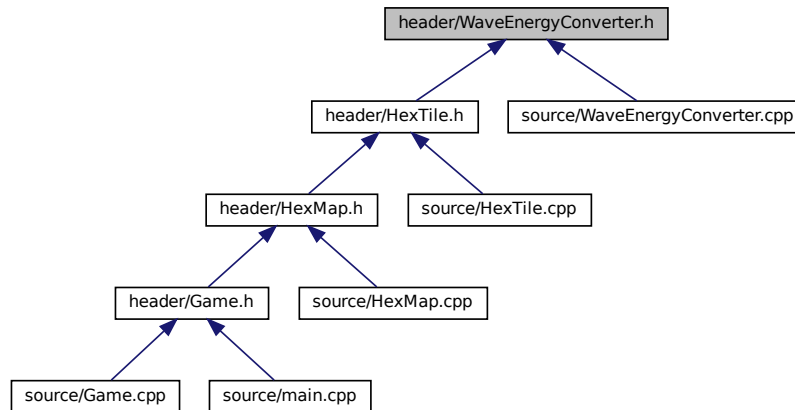 header/WaveEnergyConverter.h
header/HexTile.h
source/WaveEnergyConverter.cpp
header/HexMap.h
source/HexTile.cpp
header/Game.h
source/HexMap.cpp
source/Game.cpp
source/main.cpp